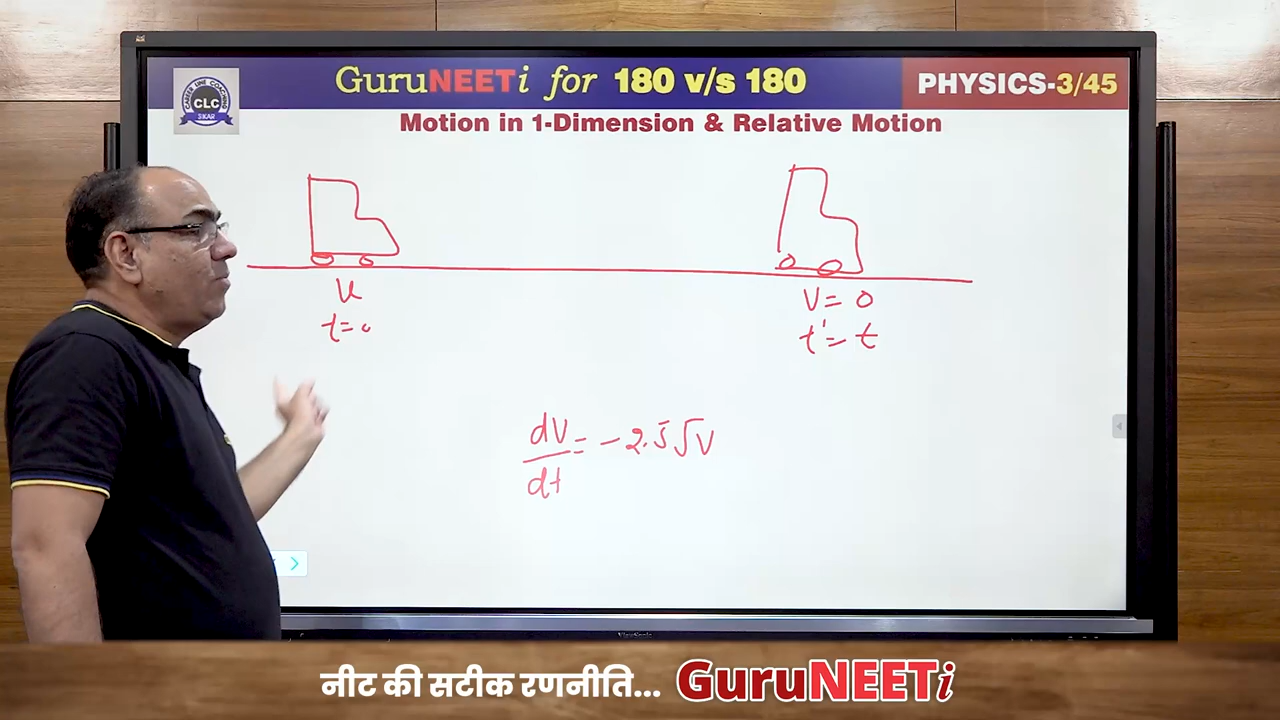 GuruNEETi for 180 v/s 180
PHYSICS-3/45
CLC
SIKAR
Motion in 1-Dimension & Relative Motion
u
t=0
V=0
t'=t
dV/dt=-2.5√V
नीट की सटीक रणनीति... GuruNEETi